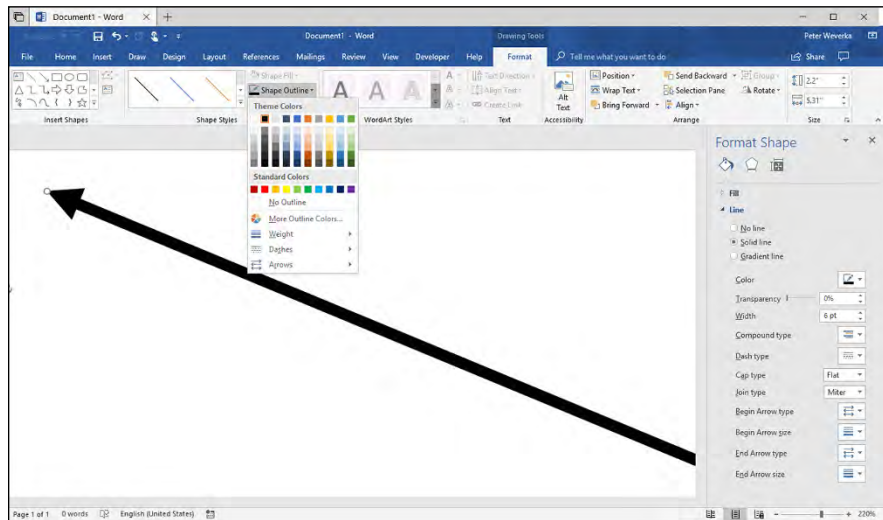 Document1 - Word
Document1 - Word
Drawing Tools
Peter Weverka
File Home Insert Draw Design Layout References Mailings Review View Developer Help Format Tell me what you want to do Share
Shape Fill
Shape Outline
Text Direction
Align Text
Create Link
Alt
Text
Position
Wrap Text
Bring Forward
Send Backward
Selection Pane
Align
Group
Rotate
2.2"
5.31"
Insert Shapes Shape Styles WordArt Styles Text Accessibility Arrange Size
Theme Colors
Standard Colors
No Outline
More Outline Colors...
Weight
Dashes
Arrows
Format Shape
Fill
Line
No line
Solid line
Gradient line
Color
Transparency 0%
Width 6 pt
Compound type
Dash type
Cap type Flat
Join type Miter
Begin Arrow type
Begin Arrow size
End Arrow type
End Arrow size
Page 1 of 1 0 words English (United States) 220%